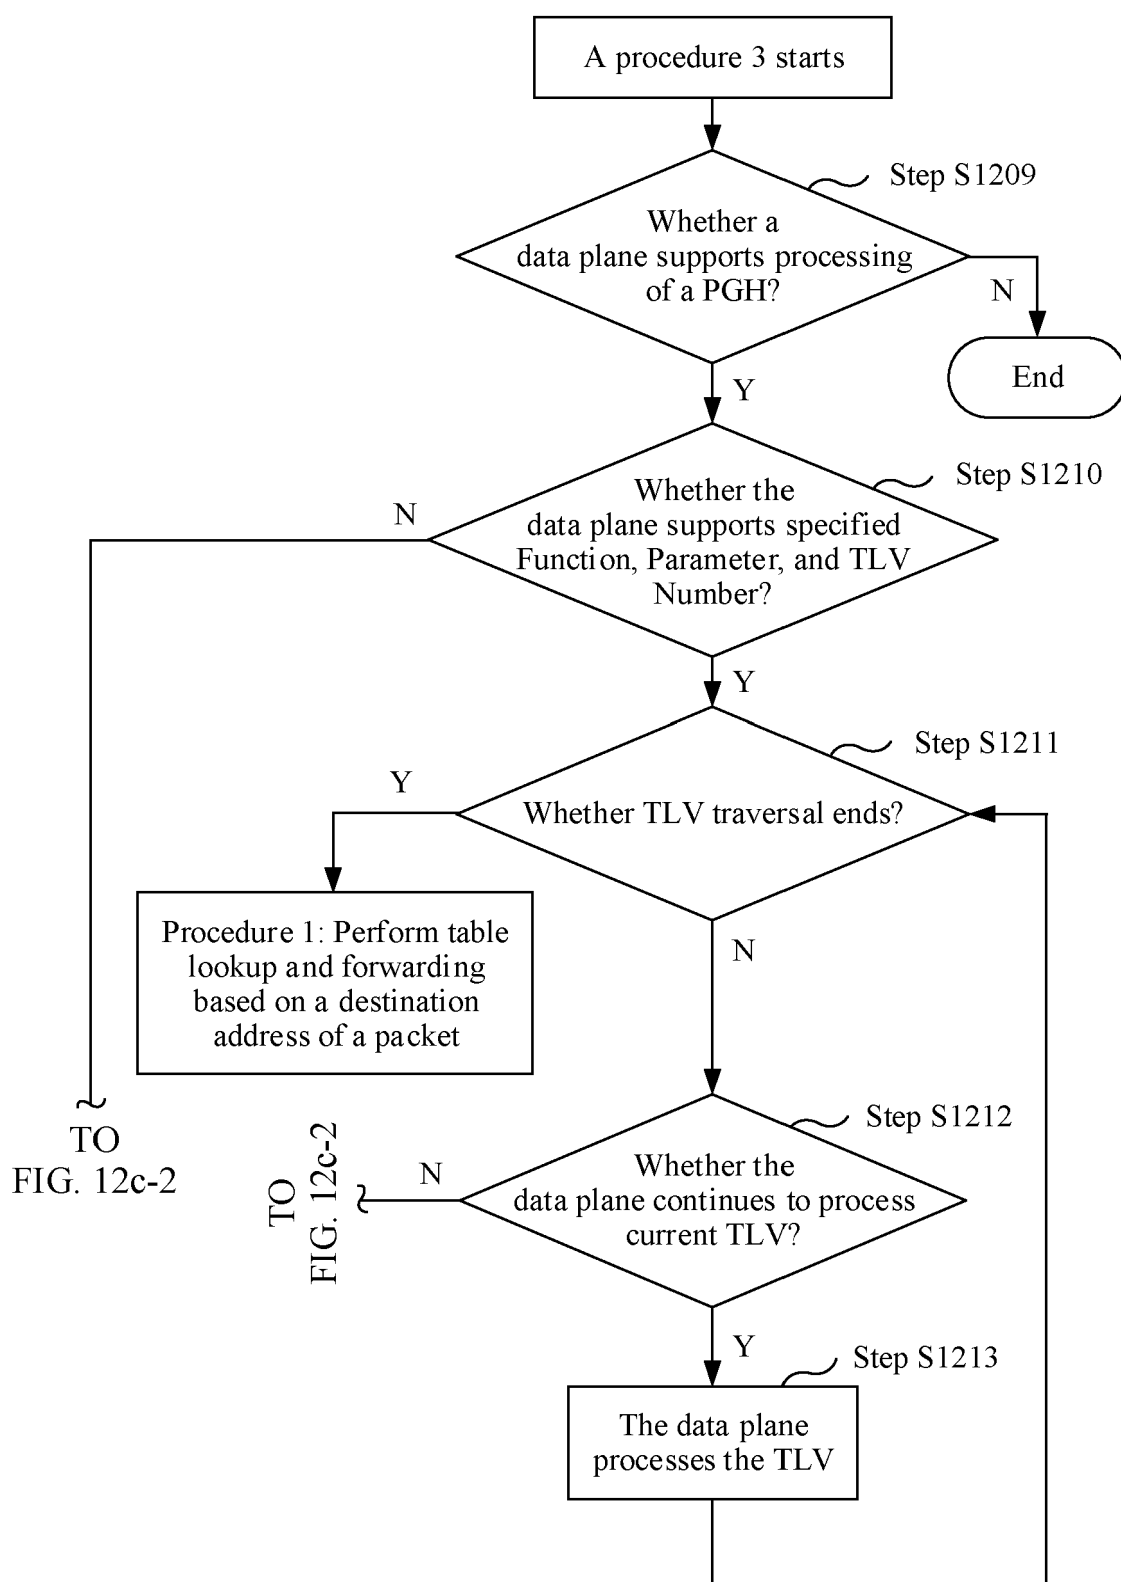 A procedure 3 starts
Step S1209
Whether a
data plane supports processing
of a PGH?
N
End
Y
Step S1210
Whether the
data plane supports specified
Function, Parameter, and TLV
Number?
N
Y
Step S1211
Whether TLV traversal ends?
Y
Procedure 1: Perform table
lookup and forwarding
based on a destination
address of a packet
N
TO
FIG. 12c-2
Step S1212
Whether the
data plane continues to process
current TLV?
N
TO
FIG. 12c-2
Y
Step S1213
The data plane
processes the TLV